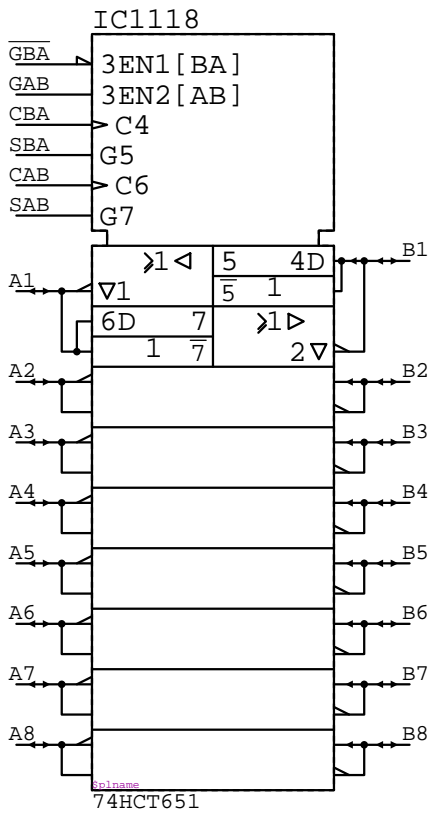 IC1118
GBA 3EN1[BA]
GAB 3EN2[AB]
CBA C4
SBA G5
CAB C6
SAB G7
≥1 5 4D B1
A1 ▽1 5 1
6D 7 ≥1
1 7 2▽
A2 B2
A3 B3
A4 B4
A5 B5
A6 B6
A7 B7
A8 B8
$plname
74HCT651